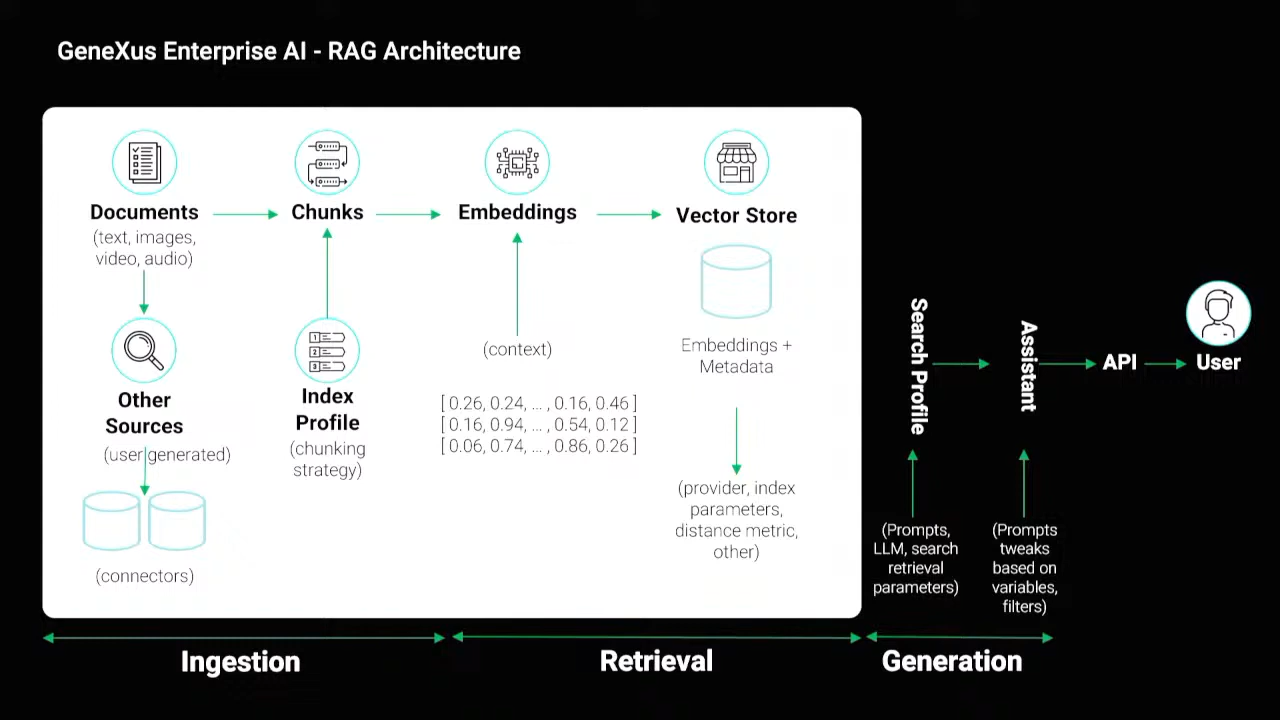 GeneXus Enterprise AI - RAG Architecture
Documents
(text, images,
video, audio)
Chunks
Embeddings
Vector Store
Other
Sources
(user generated)
(connectors)
Index
Profile
(chunking
strategy)
(context)
[ 0.26, 0.24, ... , 0.16, 0.46 ]
[ 0.16, 0.94, ... , 0.54, 0.12 ]
[ 0.06, 0.74, ... , 0.86, 0.26 ]
Embeddings +
Metadata
(provider, index
parameters,
distance metric,
other)
Search Profile
(Prompts,
LLM, search
retrieval
parameters)
Assistant
(Prompts
tweaks
based on
variables,
filters)
API
User
1
2
3
Ingestion
Retrieval
Generation